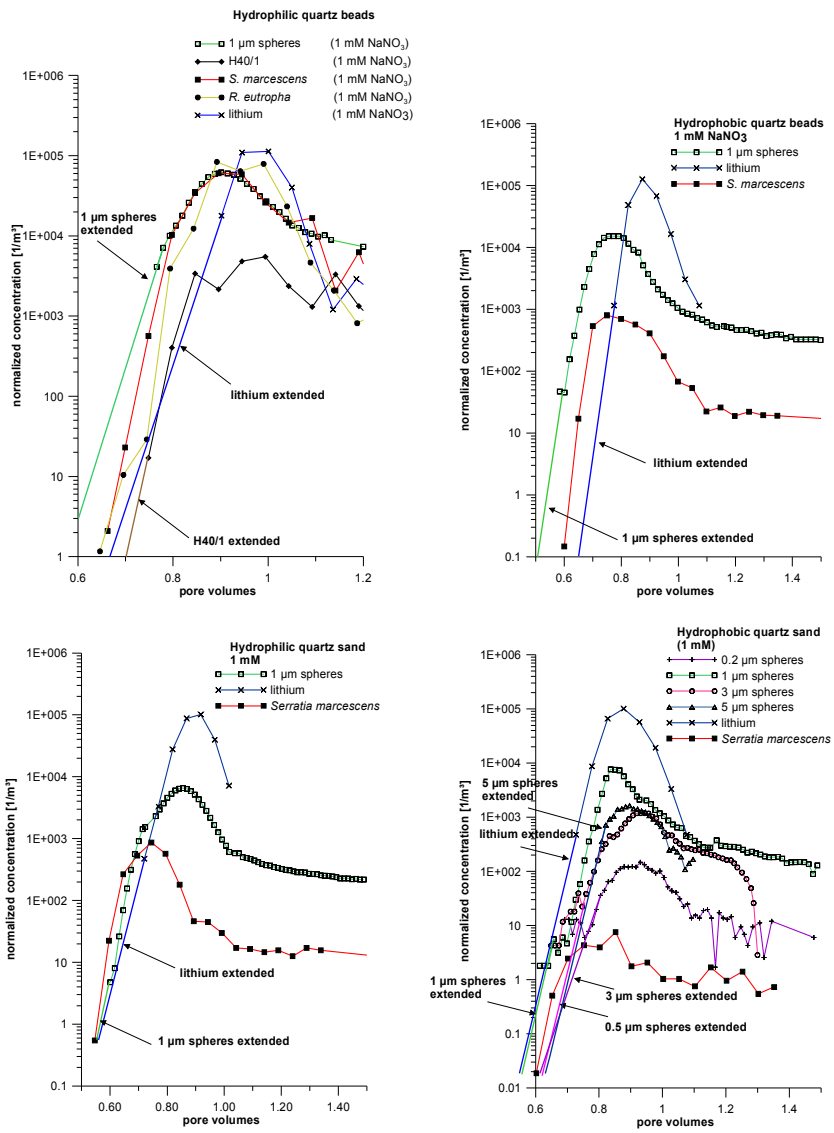 Hydrophilic quartz beads
1 µm spheres (1 mM NaNO₃)
H40/1 (1 mM NaNO₃)
S. marcescens (1 mM NaNO₃)
R. eutropha (1 mM NaNO₃)
lithium (1 mM NaNO₃)
1E+006
1E+005
1E+004
1E+003
100
10
1
normalized concentration [1/m³]
1 µm spheres
extended
lithium extended
H40/1 extended
0.6 0.8 1 1.2
pore volumes
Hydrophobic quartz beads
1 mM NaNO₃
1 µm spheres
lithium
S. marcescens
1E+006
1E+005
1E+004
1E+003
1E+002
10
1
0.1
normalized concentration [1/m³]
lithium extended
1 µm spheres extended
0.6 0.8 1 1.2 1.4
pore volumes
Hydrophilic quartz sand
1 mM
1 µm spheres
lithium
Serratia marcescens
1E+006
1E+005
1E+004
1E+003
1E+002
10
1
0.1
normalized concentration [1/m³]
lithium extended
1 µm spheres extended
0.60 0.80 1.00 1.20 1.40
pore volumes
Hydrophobic quartz sand
(1 mM)
0.2 µm spheres
1 µm spheres
3 µm spheres
5 µm spheres
lithium
Serratia marcescens
1E+006
1E+005
1E+004
1E+003
1E+002
10
1
0.1
0.01
normalized concentration [1/m³]
5 µm spheres
extended
lithium extended
1 µm spheres
extended
3 µm spheres extended
0.5 µm spheres extended
0.6 0.8 1 1.2 1.4
pore volumes